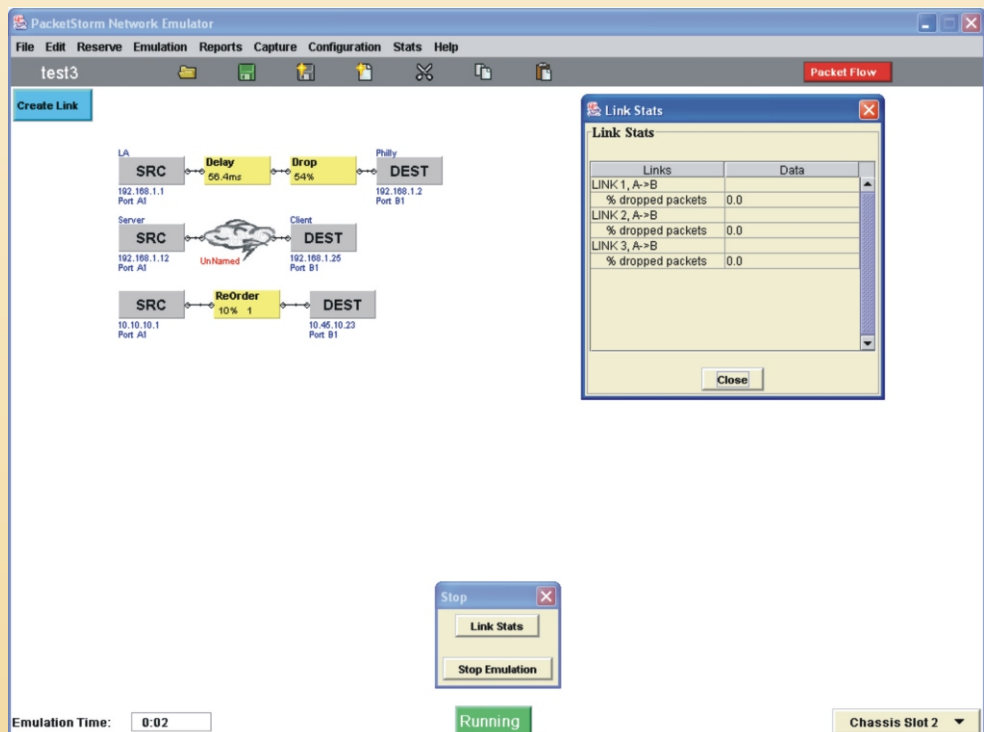 PacketStorm Network Emulator
File Edit Reserve Emulation Reports Capture Configuration Stats Help
test3
Packet Flow
Create Link
LA
SRC
192.168.1.1
Port A1
Delay
56.4ms
Drop
54%
Philly
DEST
192.168.1.2
Port B1
Server
SRC
192.168.1.12
Port A1
UnNamed
Client
DEST
192.168.1.25
Port B1
SRC
10.10.10.1
Port A1
ReOrder
10% 1
DEST
10.45.10.23
Port B1
Link Stats
Link Stats
Links Data
LINK 1, A->B
% dropped packets 0.0
LINK 2, A->B
% dropped packets 0.0
LINK 3, A->B
% dropped packets 0.0
Close
Stop
Link Stats
Stop Emulation
Emulation Time: 0:02
Running
Chassis Slot 2